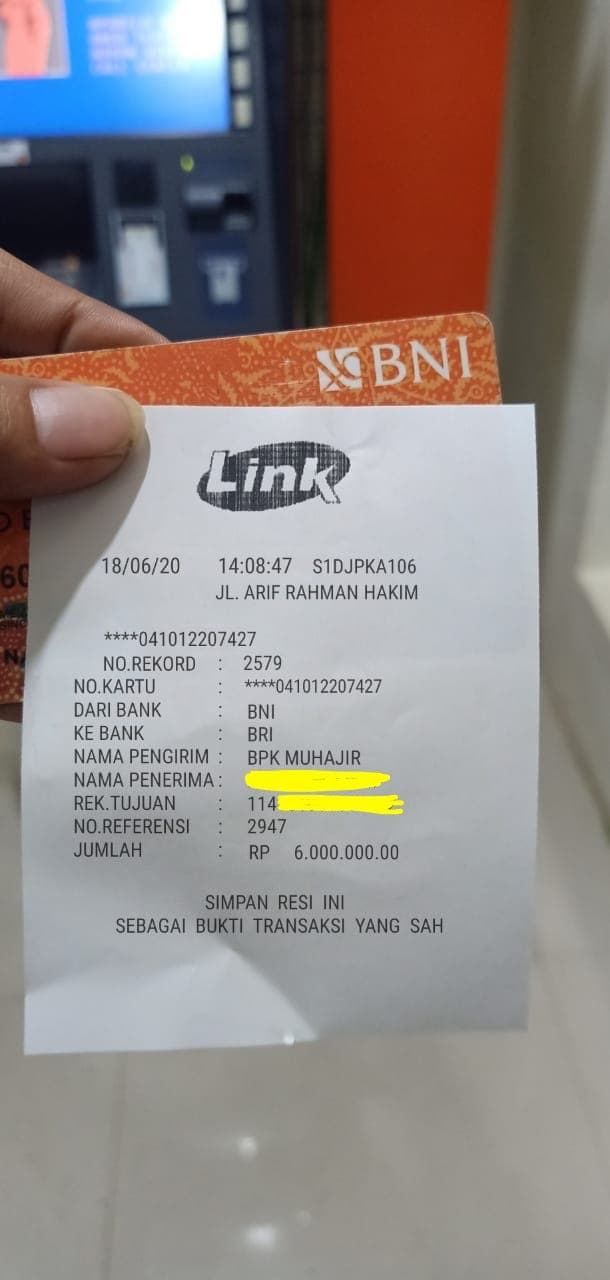 BNI
60
Link
18/06/20 14:08:47 S1DJPKA106
JL. ARIF RAHMAN HAKIM
****041012207427
NO.REKORD : 2579
NO.KARTU : ****041012207427
DARI BANK : BNI
KE BANK : BRI
NAMA PENGIRIM : BPK MUHAJIR
NAMA PENERIMA :
REK.TUJUAN : 114
NO.REFERENSI : 2947
JUMLAH : RP 6.000.000.00
SIMPAN RESI INI
SEBAGAI BUKTI TRANSAKSI YANG SAH